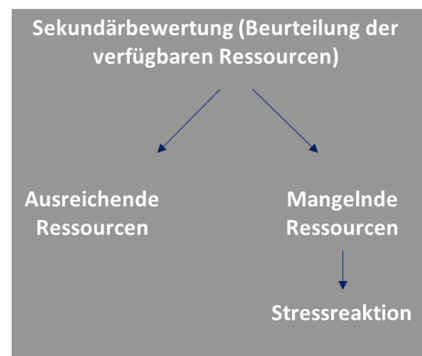 Sekundärbewertung (Beurteilung der
verfügbaren Ressourcen)
Ausreichende
Ressourcen
Mangelnde
Ressourcen
Stressreaktion